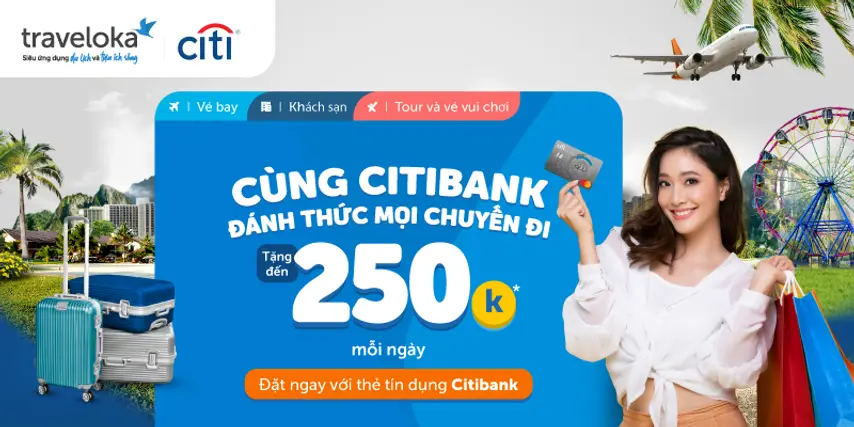 traveloka
Siêu ứng dụng du lịch và tiện ích sống
citi
Vé bay | Khách sạn | Tour và vé vui chơi
citi
CÙNG CITIBANK
ĐÁNH THỨC MỌI CHUYẾN ĐI
Tặng đến
250k*
mỗi ngày
Đặt ngay với thẻ tín dụng Citibank